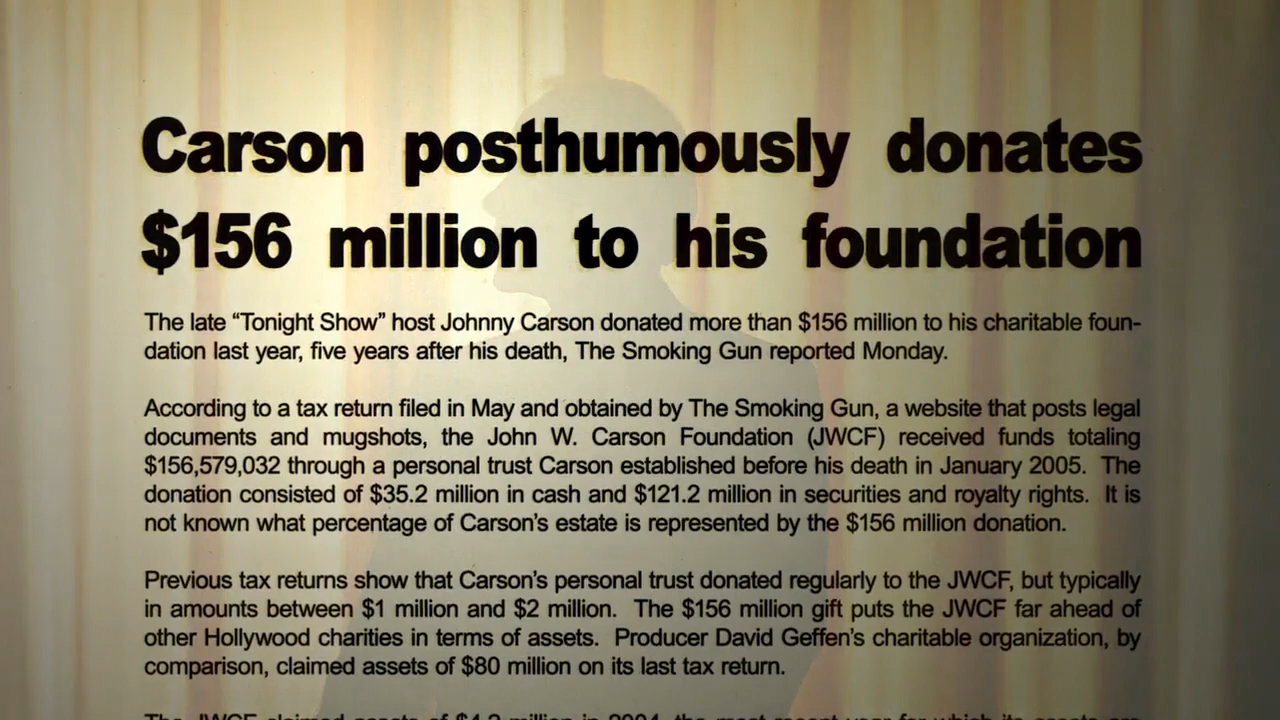 Carson posthumously donates
$156 million to his foundation
The late “Tonight Show” host Johnny Carson donated more than $156 million to his charitable foun-
dation last year, five years after his death, The Smoking Gun reported Monday.
According to a tax return filed in May and obtained by The Smoking Gun, a website that posts legal
documents and mugshots, the John W. Carson Foundation (JWCF) received funds totaling
$156,579,032 through a personal trust Carson established before his death in January 2005. The
donation consisted of $35.2 million in cash and $121.2 million in securities and royalty rights. It is
not known what percentage of Carson’s estate is represented by the $156 million donation.
Previous tax returns show that Carson’s personal trust donated regularly to the JWCF, but typically
in amounts between $1 million and $2 million. The $156 million gift puts the JWCF far ahead of
other Hollywood charities in terms of assets. Producer David Geffen’s charitable organization, by
comparison, claimed assets of $80 million on its last tax return.